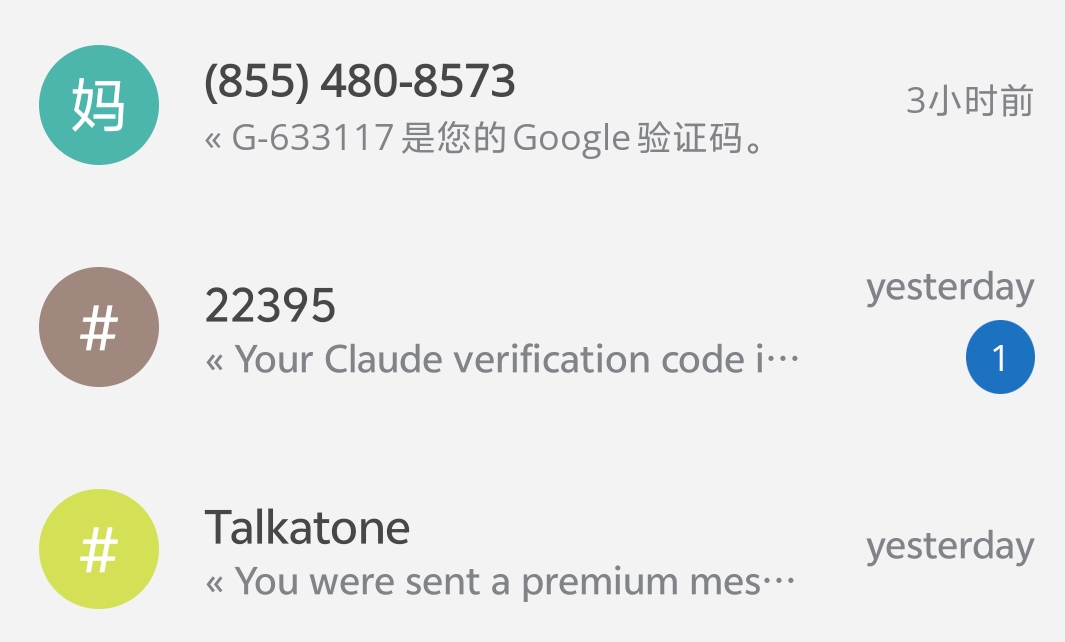 妈
(855) 480-8573
3小时前
« G-633117 是您的 Google 验证码。
#
22395
yesterday
« Your Claude verification code i···
1
#
Talkatone
yesterday
« You were sent a premium mes···